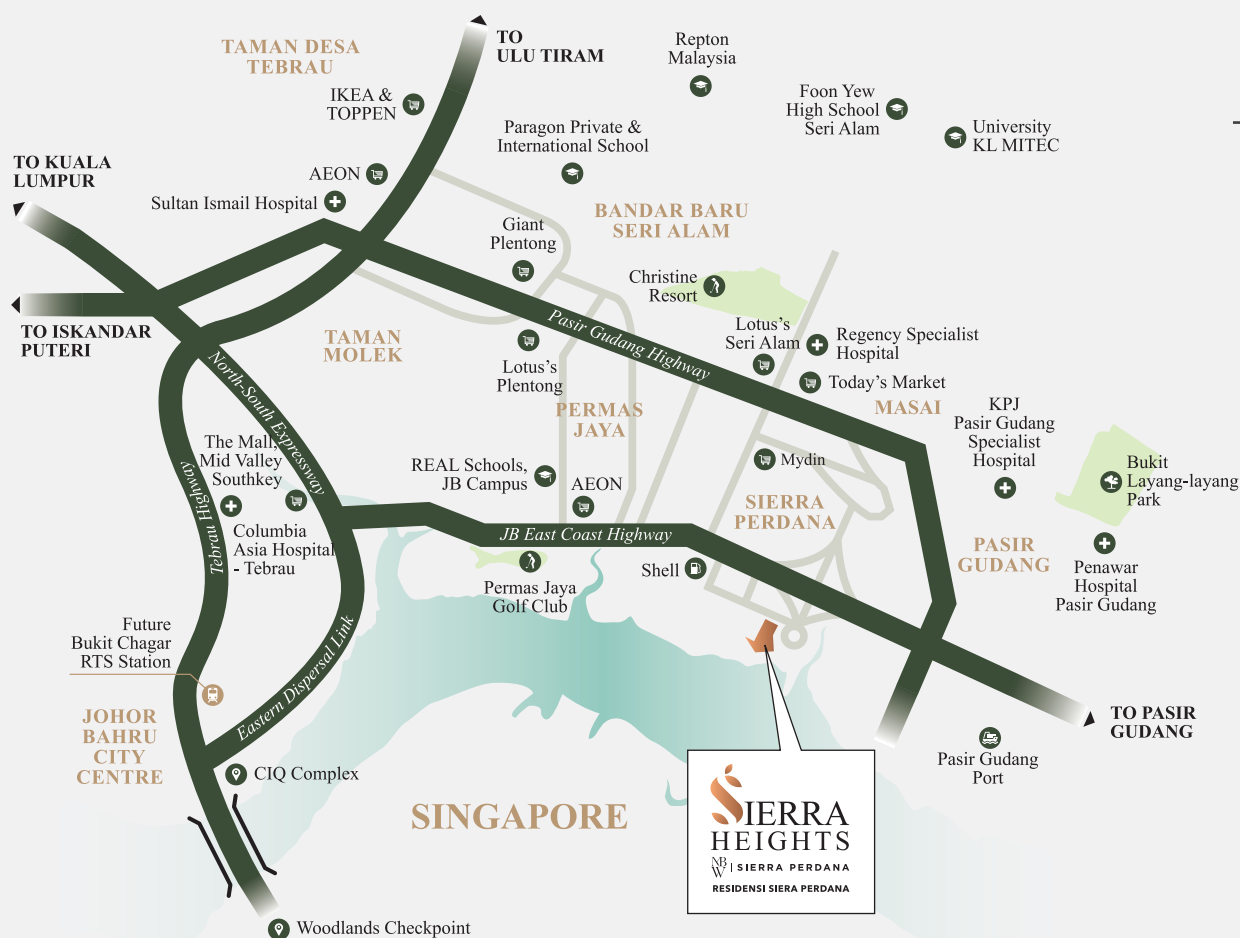 TAMAN DESA
TEBRAU
TO
ULU TIRAM
Repton
Malaysia
IKEA &
TOPPEN
Foon Yew
High School
Seri Alam
University
KL MITEC
Paragon Private &
International School
TO KUALA
LUMPUR
AEON
Sultan Ismail Hospital
BANDAR BARU
SERI ALAM
Giant
Plentong
Christine
Resort
TO ISKANDAR
PUTERI
TAMAN
MOLEK
Pasir Gudang Highway
Lotus's
Seri Alam
Regency Specialist
Hospital
Lotus's
Plentong
Today's Market
North-South Expressway
PERMAS
JAYA
MASAI
KPJ
Pasir Gudang
Specialist
Hospital
The Mall,
Mid Valley
Southkey
Tebrau Highway
REAL Schools,
JB Campus
AEON
Mydin
Bukit
Layang-layang
Park
SIERRA
PERDANA
Columbia
Asia Hospital
- Tebrau
JB East Coast Highway
PASIR
GUDANG
Shell
Permas Jaya
Golf Club
Penawar
Hospital
Pasir Gudang
Future
Bukit Chagar
RTS Station
Eastern Dispersal Link
JOHOR
BAHRU
CITY
CENTRE
TO PASIR
GUDANG
Pasir Gudang
Port
CIQ Complex
SINGAPORE
SIERRA
HEIGHTS
NBW | SIERRA PERDANA
RESIDENSI SIERA PERDANA
Woodlands Checkpoint